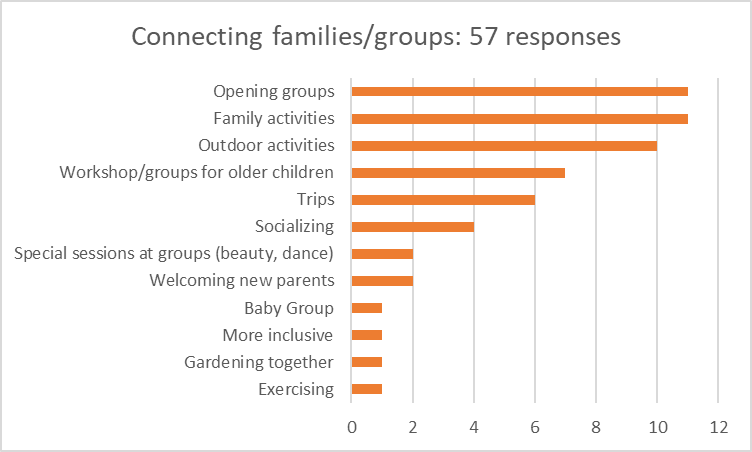 Connecting families/groups: 57 responses
Opening groups
Family activities
Outdoor activities
Workshop/groups for older children
Trips
Socializing
Special sessions at groups (beauty, dance)
Welcoming new parents
Baby Group
More inclusive
Gardening together
Exercising
0 2 4 6 8 10 12